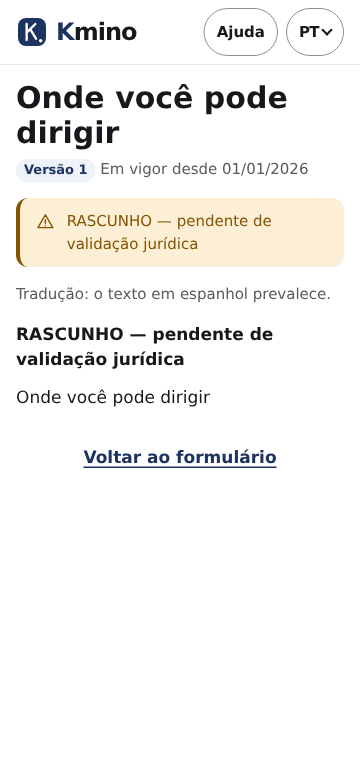 K. Kmino Ajuda PT
Onde você pode
dirigir
Versão 1 Em vigor desde 01/01/2026
RASCUNHO — pendente de
validação jurídica
Tradução: o texto em espanhol prevalece.
RASCUNHO — pendente de
validação jurídica
Onde você pode dirigir
Voltar ao formulário